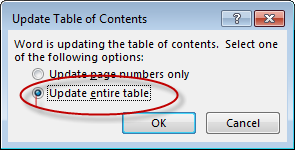 Update Table of Contents
Word is updating the table of contents. Select one
of the following options:
Update page numbers only
Update entire table
OK Cancel